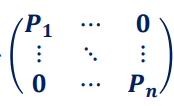 P₁ ⋯ 0
⋮ ⋱ ⋮
0 ⋯ Pₙ